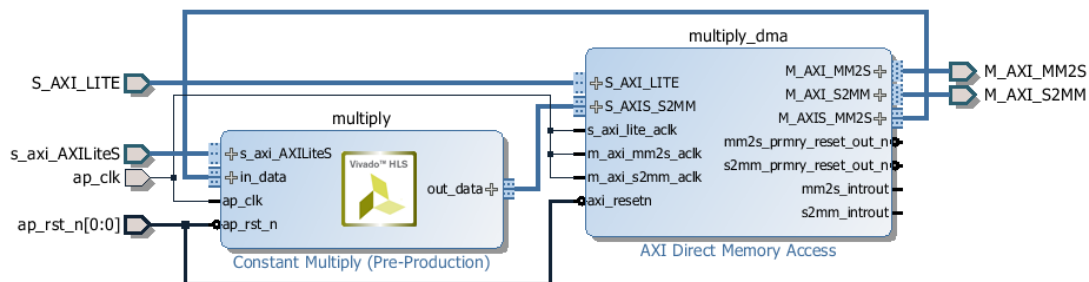 multiply_dma
S_AXI_LITE
S_AXI_LITE
S_AXIS_S2MM
s_axi_lite_aclk
m_axi_mm2s_aclk
m_axi_s2mm_aclk
axi_resetn
M_AXI_MM2S
M_AXI_S2MM
M_AXIS_MM2S
mm2s_prmry_reset_out_n
s2mm_prmry_reset_out_n
mm2s_introut
s2mm_introut
AXI Direct Memory Access
M_AXI_MM2S
M_AXI_S2MM
multiply
s_axi_AXILiteS
ap_clk
ap_rst_n[0:0]
s_axi_AXILiteS
in_data
ap_clk
ap_rst_n
Vivado™ HLS
out_data
Constant Multiply (Pre-Production)